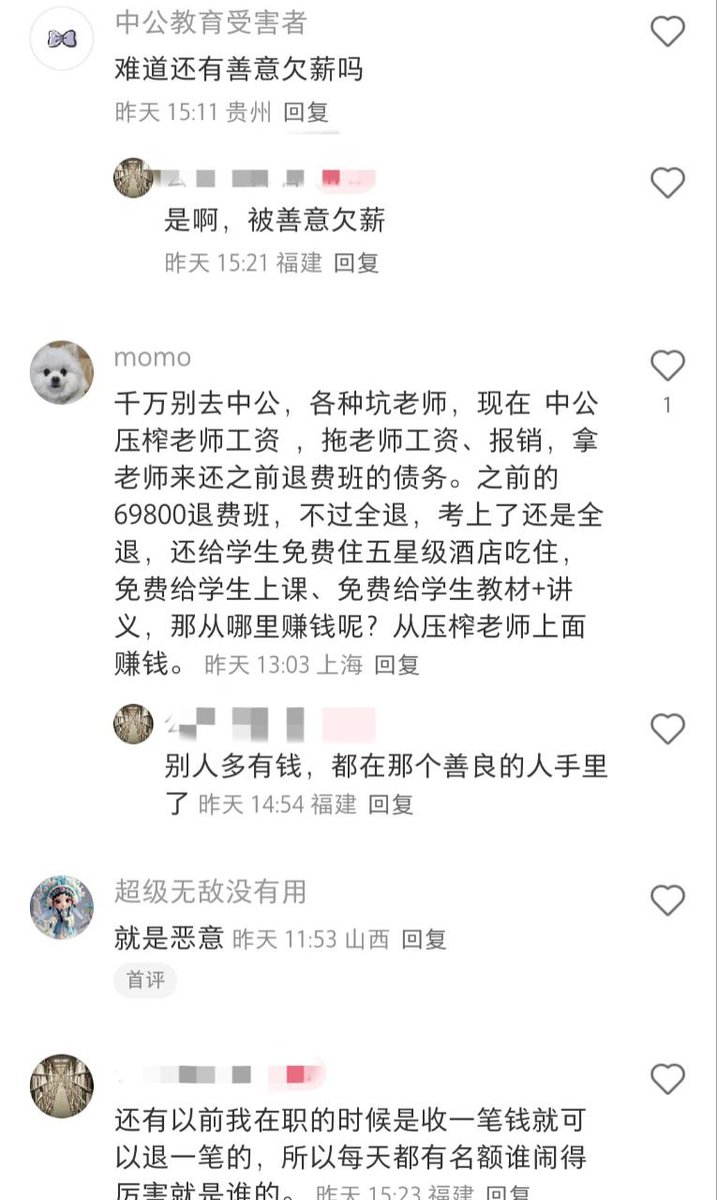 中公教育受害者
难道还有善意欠薪吗
昨天 15:11 贵州 回复
是啊，被善意欠薪
昨天 15:21 福建 回复
momo
千万别去中公，各种坑老师，现在 中公
压榨老师工资 ，拖老师工资、报销，拿
老师来还之前退费班的债务。之前的
69800退费班，不过全退，考上了还是全
退，还给学生免费住五星级酒店吃住，
免费给学生上课、免费给学生教材+讲
义，那从哪里赚钱呢？从压榨老师上面
赚钱。 昨天 13:03 上海 回复
1
别人多有钱，都在那个善良的人手里
了 昨天 14:54 福建 回复
超级无敌没有用
就是恶意 昨天 11:53 山西 回复
首评
还有以前我在职的时候是收一笔钱就可
以退一笔的，所以每天都有名额谁闹得
厉害就是谁的。 昨天 15:23 福建 回复